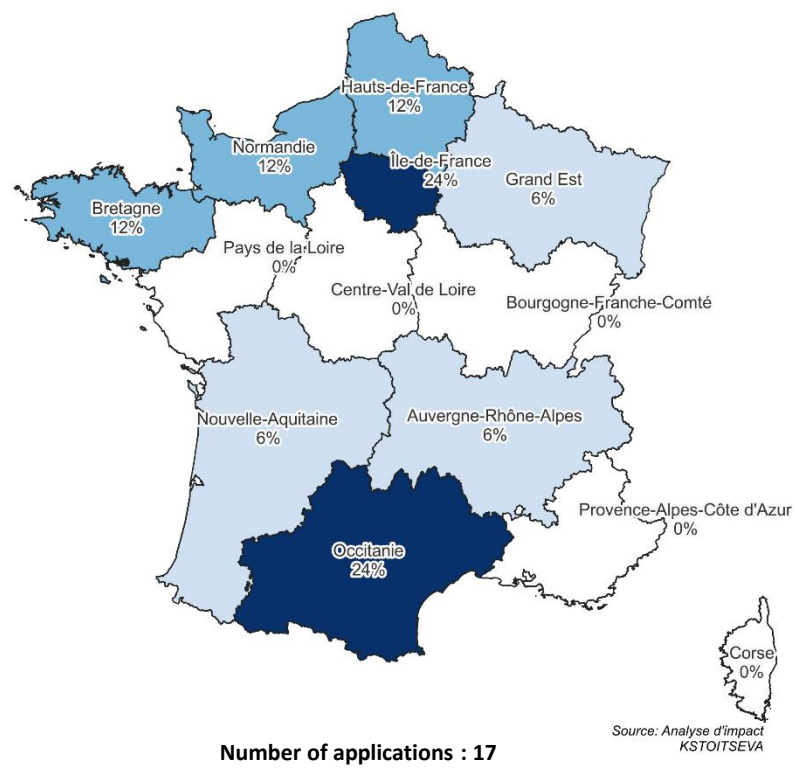 Hauts-de-France
12%
Normandie
12%
Île-de-France
24%
Grand Est
6%
Bretagne
12%
Pays de la Loire
0%
Centre-Val de Loire
0%
Bourgogne-Franche-Comté
0%
Nouvelle-Aquitaine
6%
Auvergne-Rhône-Alpes
6%
Provence-Alpes-Côte d'Azur
0%
Occitanie
24%
Corse
0%
Source: Analyse d'impact
KSTOITSEVA
Number of applications : 17